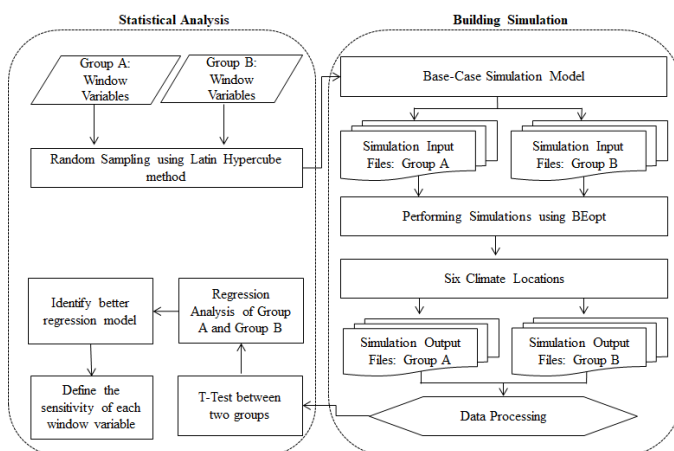 Statistical Analysis
Group A:
Window
Variables
Group B:
Window
Variables
Random Sampling using Latin Hypercube
method
Identify better
regression model
Regression
Analysis of Group
A and Group B
Define the
sensitivity of each
window variable
T-Test between
two groups
Building Simulation
Base-Case Simulation Model
Simulation Input
Files: Group A
Simulation Input
Files: Group B
Performing Simulations using BEopt
Six Climate Locations
Simulation Output
Files: Group A
Simulation Output
Files: Group B
Data Processing